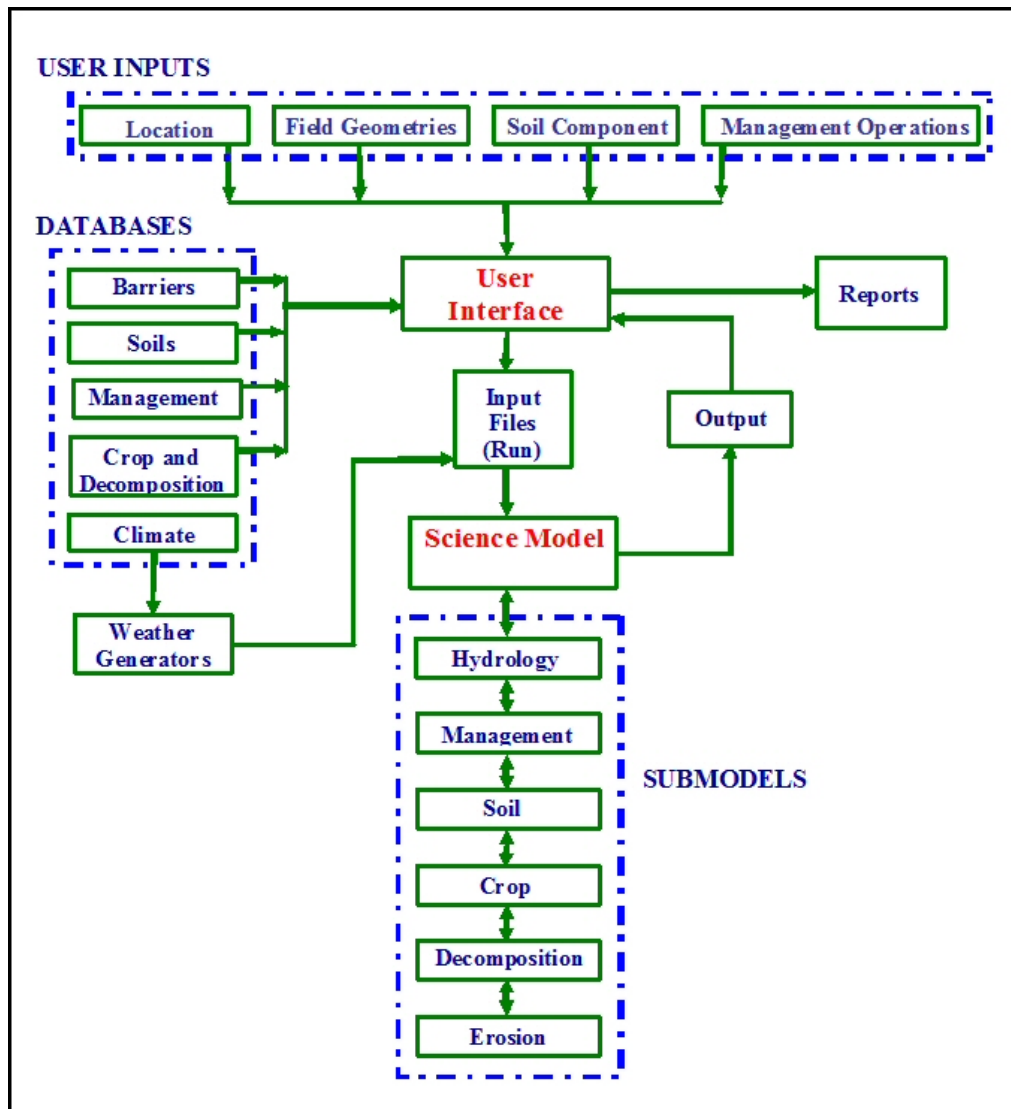 USER INPUTS
Location
Field Geometries
Soil Component
Management Operations
DATABASES
Barriers
Soils
Management
Crop and
Decomposition
Climate
Weather
Generators
User
Interface
Reports
Input
Files
(Run)
Output
Science Model
Hydrology
Management
Soil
Crop
Decomposition
Erosion
SUBMODELS